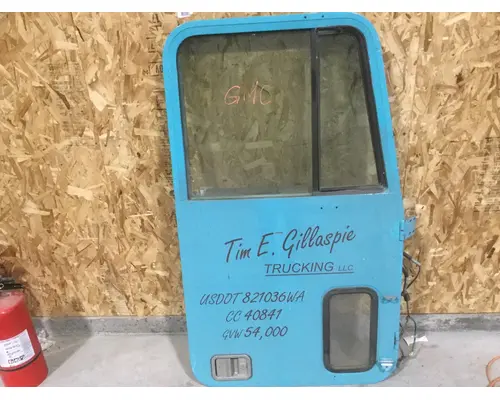 GMC
Tim E. Gillaspie
TRUCKING LLC
USDOT 821036WA
CC 40841
GVW 54,000